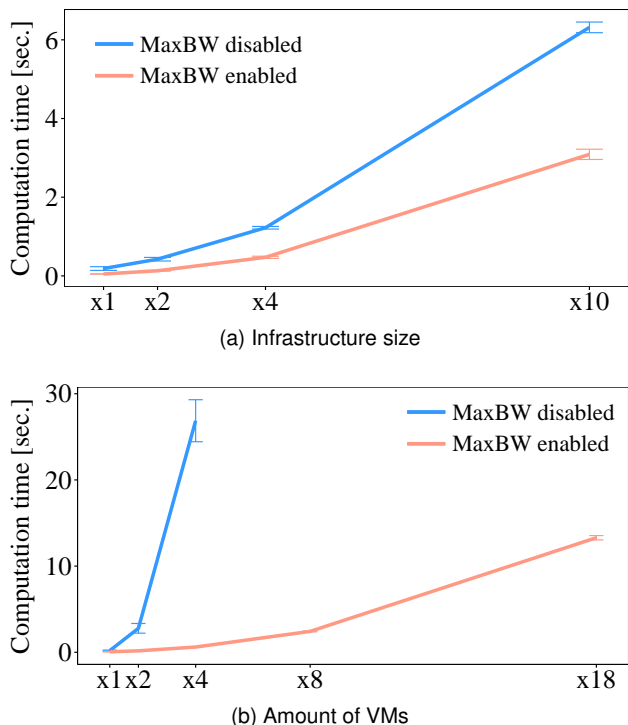 Computation time [sec.]
6
4
2
0
MaxBW disabled
MaxBW enabled
x1 x2 x4 x10
(a) Infrastructure size
Computation time [sec.]
30
20
10
0
MaxBW disabled
MaxBW enabled
x1 x2 x4 x8 x18
(b) Amount of VMs